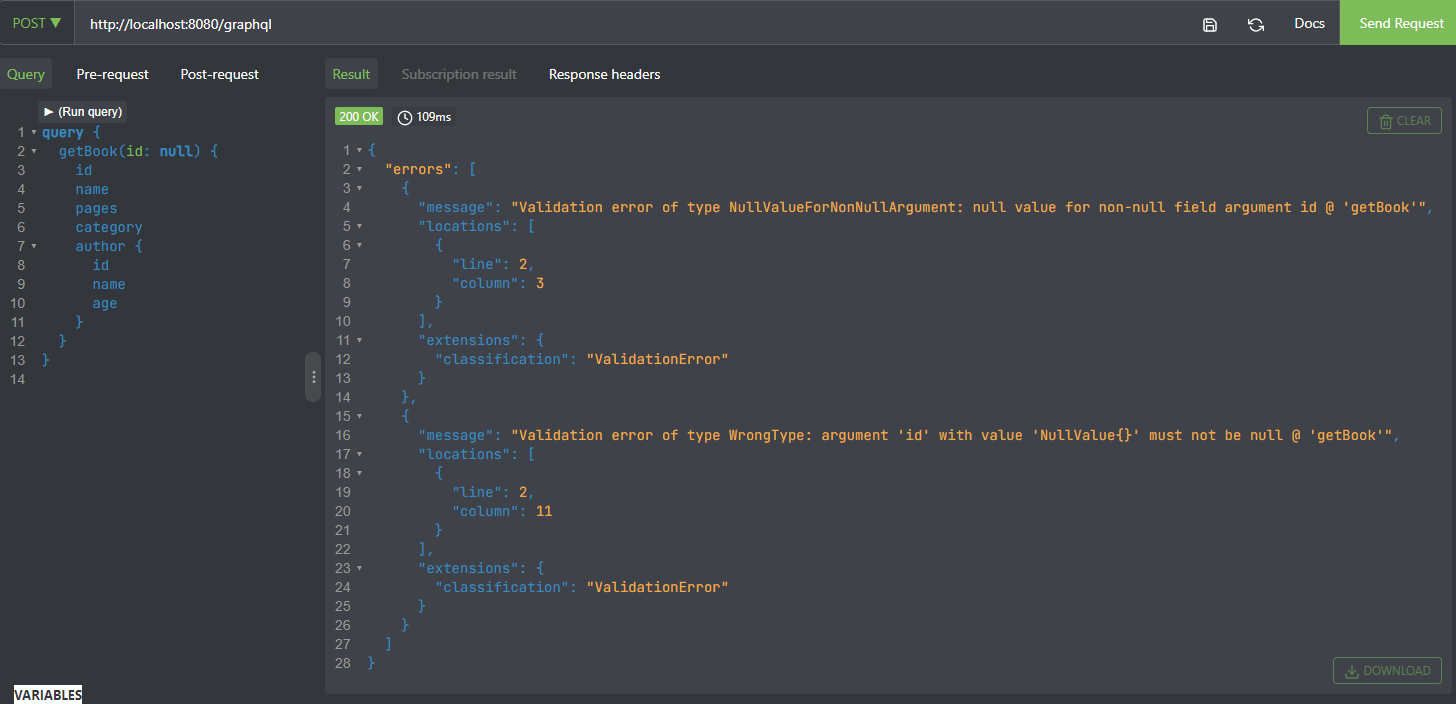 POST ▼ http://localhost:8080/graphql Docs Send Request
Query Pre-request Post-request
▶ (Run query)
1 ▾ query {
2 ▾   getBook(id: null) {
3     id
4     name
5     pages
6     category
7 ▾     author {
8       id
9       name
10       age
11     }
12   }
13 }
14
VARIABLES
Result Subscription result Response headers
200 OK 109ms CLEAR
1 ▾ {
2 ▾   "errors": [
3 ▾     {
4       "message": "Validation error of type NullValueForNonNullArgument: null value for non-null field argument id @ 'getBook'",
5 ▾       "locations": [
6 ▾         {
7           "line": 2,
8           "column": 3
9         }
10       ],
11 ▾       "extensions": {
12         "classification": "ValidationError"
13       }
14     },
15 ▾     {
16       "message": "Validation error of type WrongType: argument 'id' with value 'NullValue{}' must not be null @ 'getBook'",
17 ▾       "locations": [
18 ▾         {
19           "line": 2,
20           "column": 11
21         }
22       ],
23 ▾       "extensions": {
24         "classification": "ValidationError"
25       }
26     }
27   ]
28 }
DOWNLOAD